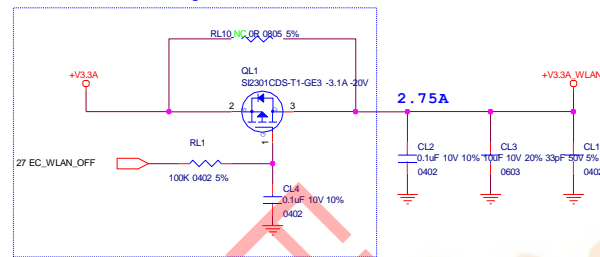 RL10 NC 0R 0805 5%
QL1
SI2301CDS-T1-GE3 -3.1A -20V
+V3.3A
+V3.3A_WLAN
2
3
2.75A
1
RL1
27 EC_WLAN_OFF
100K 0402 5%
CL2
0.1uF 10V 10%
0402
CL3
10uF 10V 20%
0603
33pF 50V 5%
CL4
0.1uF 10V 10%
0402